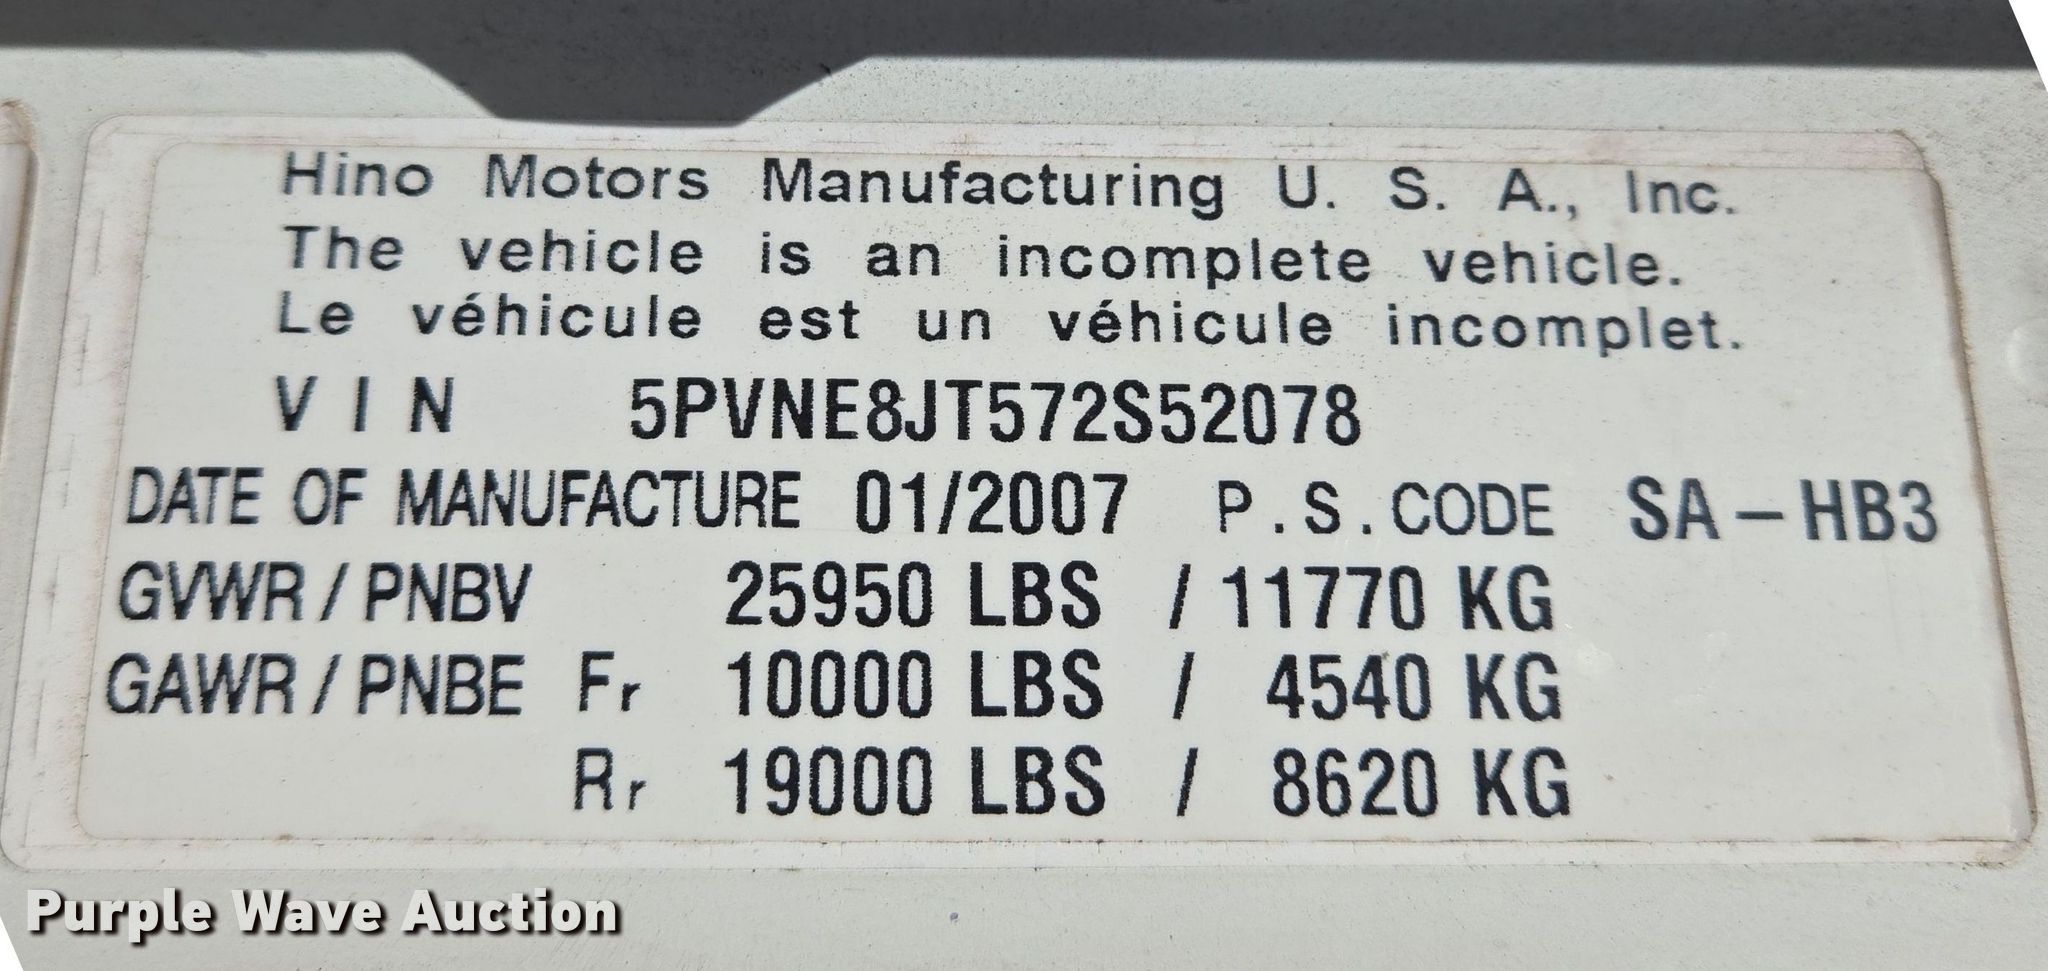 Hino Motors Manufacturing U. S. A., Inc.
The vehicle is an incomplete vehicle.
Le véhicule est un véhicule incomplet.
VIN 5PVNE8JT572S52078
DATE OF MANUFACTURE 01/2007 P.S.CODE SA-HB3
GVWR/PNBV 25950 LBS /11770 KG
GAWR/PNBE Fr 10000 LBS / 4540 KG
Rr 19000 LBS / 8620 KG
Purple Wave Auction